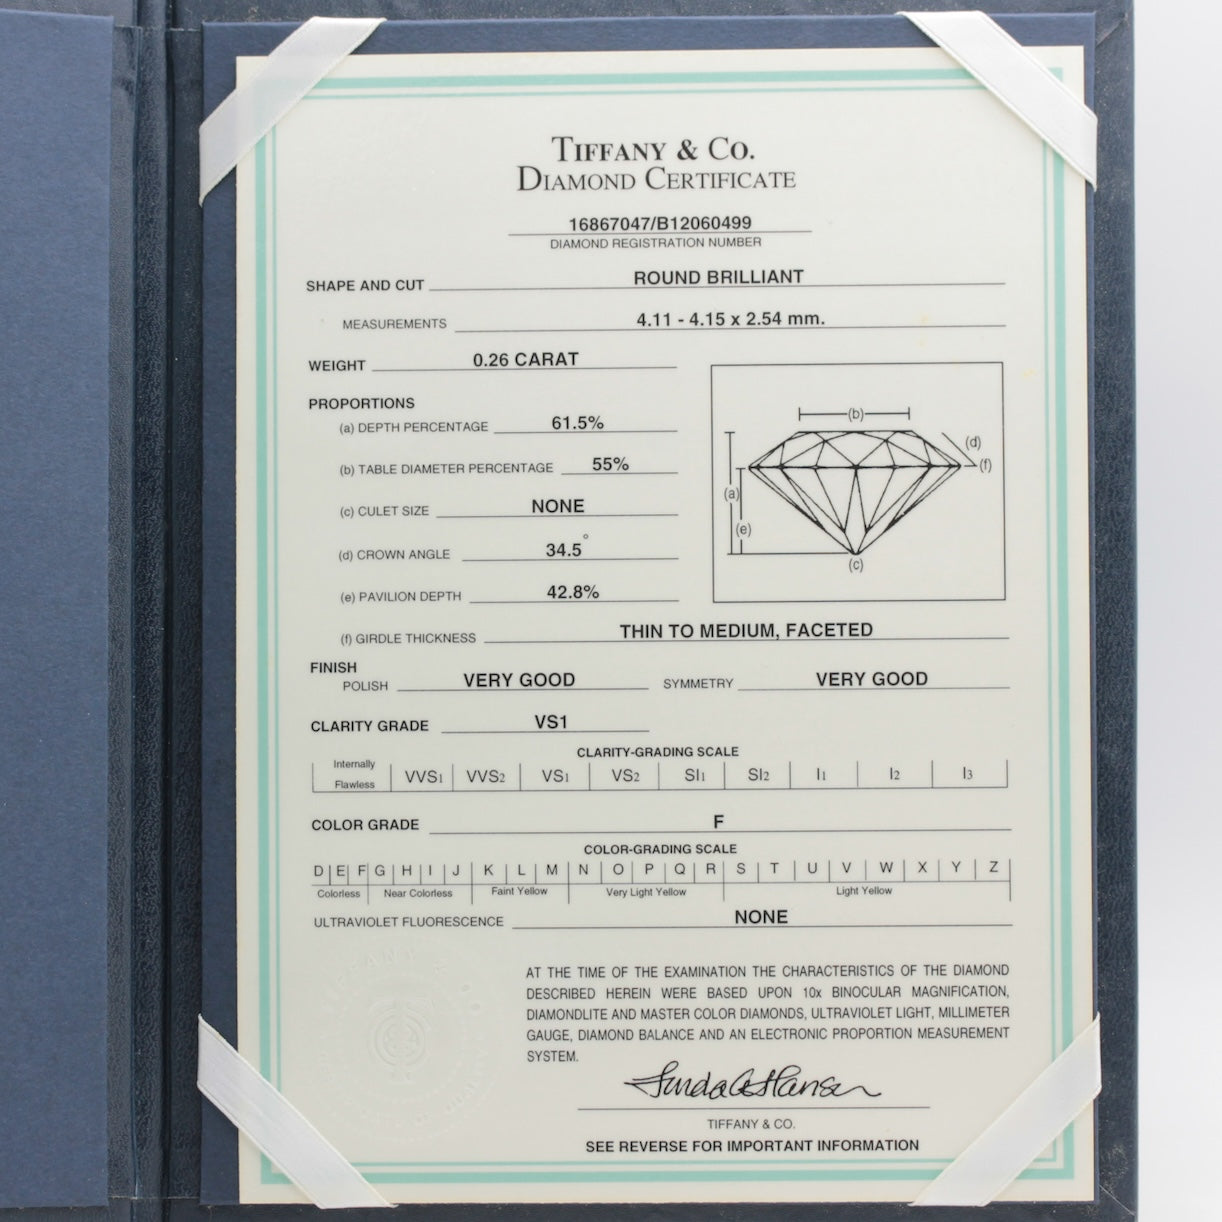 TIFFANY & CO.
DIAMOND CERTIFICATE
16867047/B12060499
DIAMOND REGISTRATION NUMBER
SHAPE AND CUT ROUND BRILLIANT
MEASUREMENTS 4.11 - 4.15 x 2.54 mm.
WEIGHT 0.26 CARAT
PROPORTIONS
(a) DEPTH PERCENTAGE 61.5%
(b) TABLE DIAMETER PERCENTAGE 55%
(c) CULET SIZE NONE
(d) CROWN ANGLE 34.5°
(e) PAVILION DEPTH 42.8%
(f) GIRDLE THICKNESS THIN TO MEDIUM, FACETED
(b)
(d)
(f)
(a)
(e)
(c)
FINISH
POLISH VERY GOOD SYMMETRY VERY GOOD
CLARITY GRADE VS1
CLARITY-GRADING SCALE
Internally Flawless VVS1 VVS2 VS1 VS2 SI1 SI2 I1 I2 I3
COLOR GRADE F
COLOR-GRADING SCALE
D E F G H I J K L M N O P Q R S T U V W X Y Z
Colorless Near Colorless Faint Yellow Very Light Yellow Light Yellow
ULTRAVIOLET FLUORESCENCE NONE
AT THE TIME OF THE EXAMINATION THE CHARACTERISTICS OF THE DIAMOND
DESCRIBED HEREIN WERE BASED UPON 10x BINOCULAR MAGNIFICATION,
DIAMONDLITE AND MASTER COLOR DIAMONDS, ULTRAVIOLET LIGHT, MILLIMETER
GAUGE, DIAMOND BALANCE AND AN ELECTRONIC PROPORTION MEASUREMENT
SYSTEM.
TIFFANY & CO.
SEE REVERSE FOR IMPORTANT INFORMATION